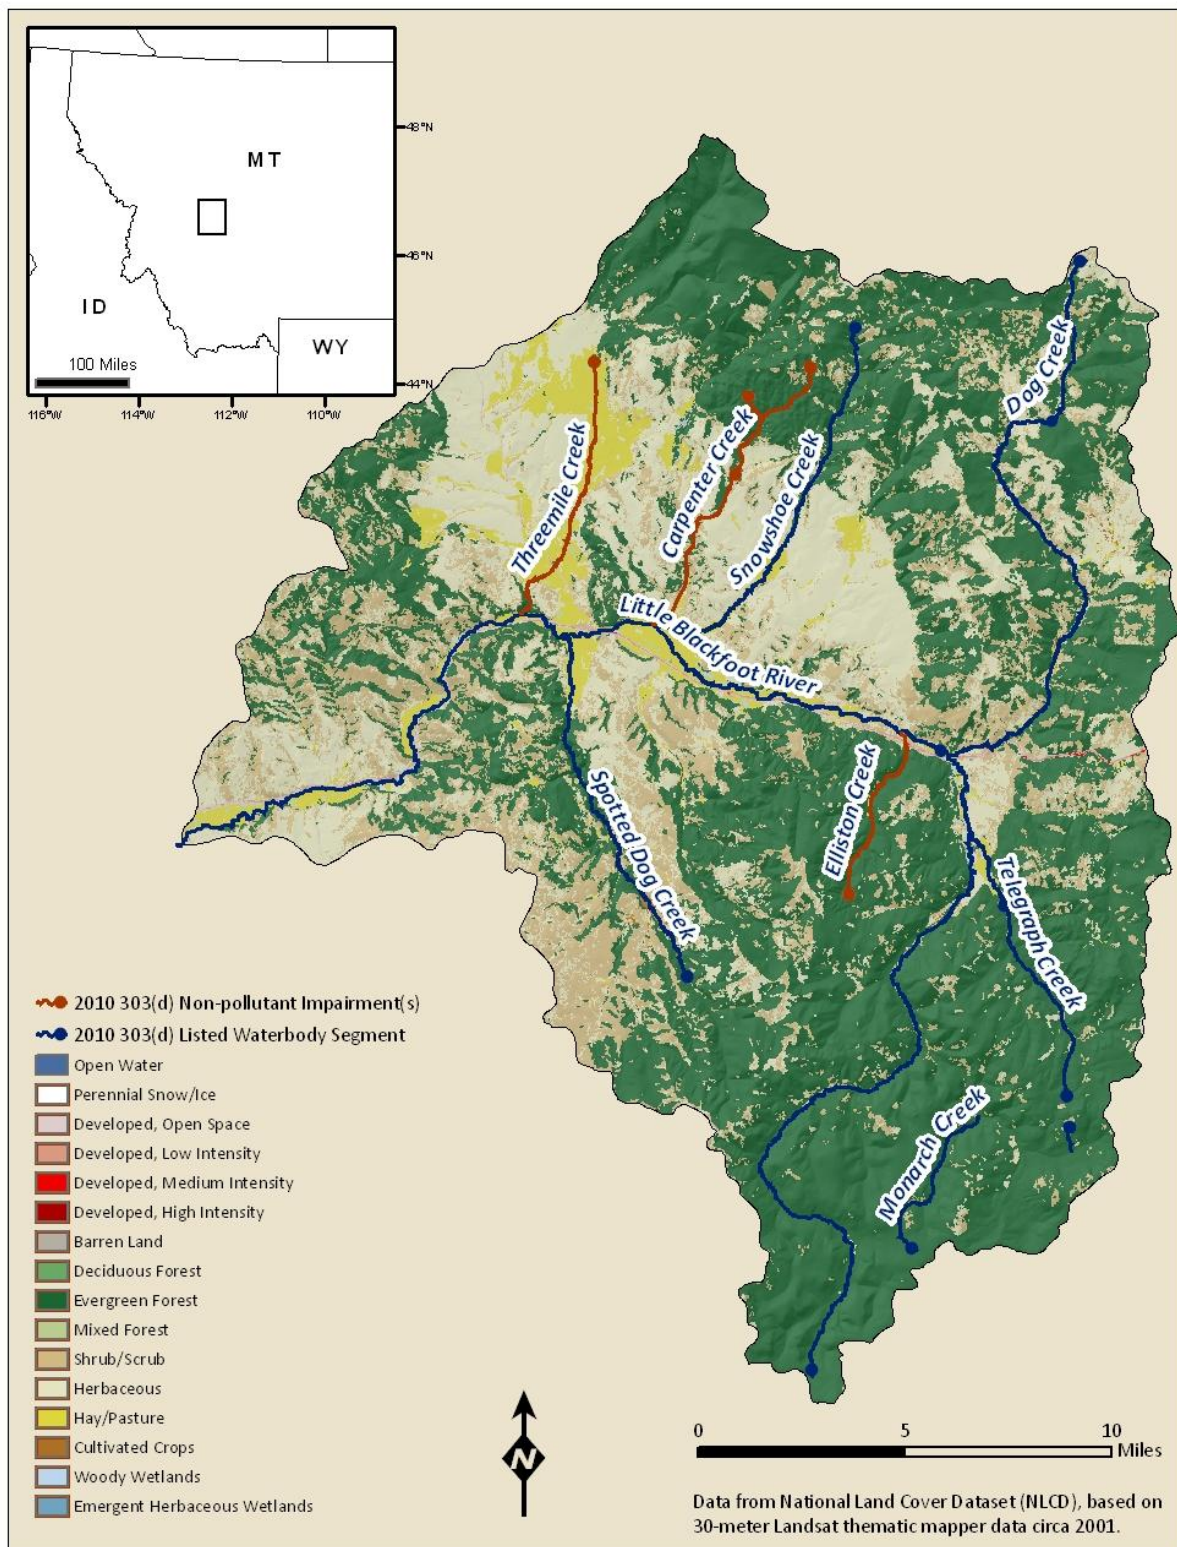 MT
48°N
46°N
ID
WY
100 Miles
44°N
116°W
114°W
112°W
110°W
Dog Creek
Threemile Creek
Carpenter Creek
Snowshoe Creek
Little Blackfoot River
Elliston Creek
Spotted Dog Creek
Telegraph Creek
Monarch Creek
2010 303(d) Non-pollutant Impairment(s)
2010 303(d) Listed Waterbody Segment
Open Water
Perennial Snow/Ice
Developed, Open Space
Developed, Low Intensity
Developed, Medium Intensity
Developed, High Intensity
Barren Land
Deciduous Forest
Evergreen Forest
Mixed Forest
Shrub/Scrub
Herbaceous
Hay/Pasture
Cultivated Crops
Woody Wetlands
Emergent Herbaceous Wetlands
N
0 5 10
Miles
Data from National Land Cover Dataset (NLCD), based on
30-meter Landsat thematic mapper data circa 2001.